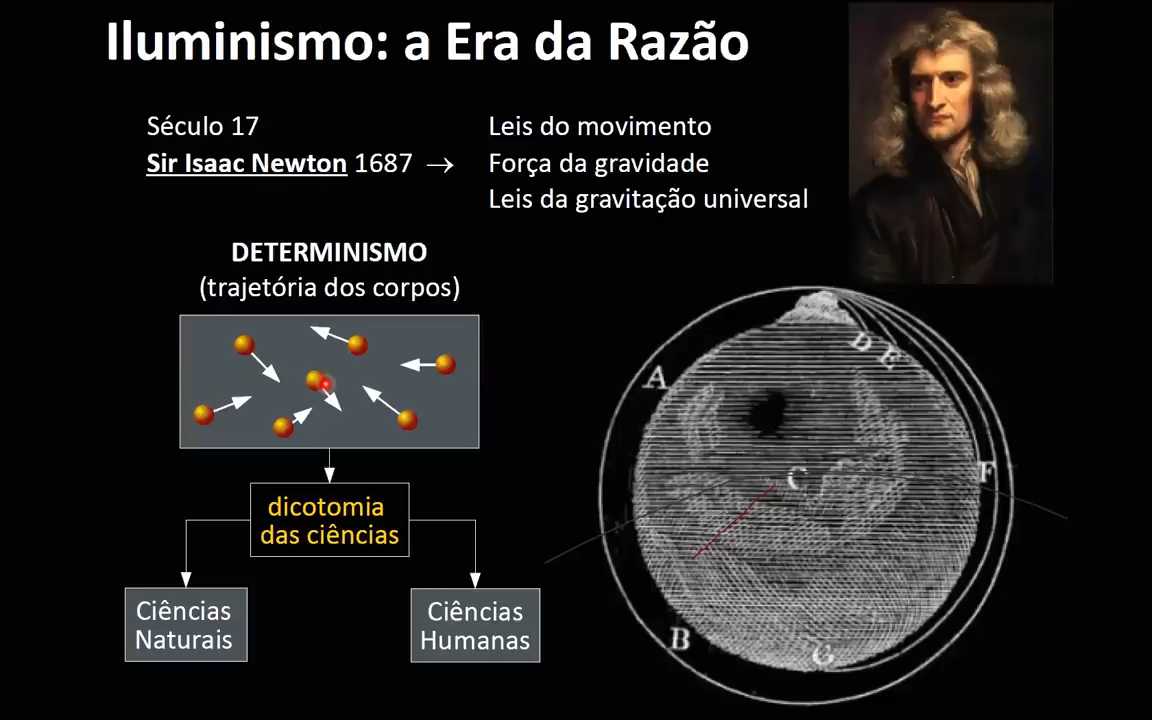 Iluminismo: a Era da Razão
Século 17
Sir Isaac Newton 1687 →
Leis do movimento
Força da gravidade
Leis da gravitação universal
DETERMINISMO
(trajetória dos corpos)
dicotomia
das ciências
Ciências
Naturais
Ciências
Humanas
D E
A
C
F
B
G